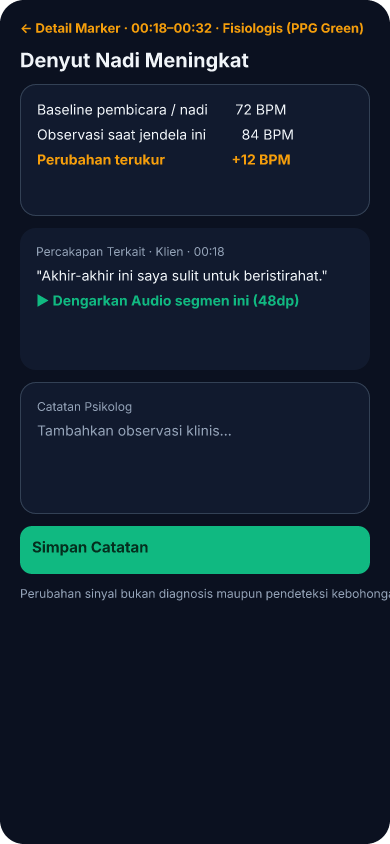 ← Detail Marker · 00:18–00:32 · Fisiologis (PPG Green)
Denyut Nadi Meningkat
Baseline pembicara / nadi 72 BPM
Observasi saat jendela ini 84 BPM
Perubahan terukur +12 BPM
Percakapan Terkait · Klien · 00:18
"Akhir-akhir ini saya sulit untuk beristirahat."
▶ Dengarkan Audio segmen ini (48dp)
Catatan Psikolog
Tambahkan observasi klinis...
Simpan Catatan
Perubahan sinyal bukan diagnosis maupun pendeteksi